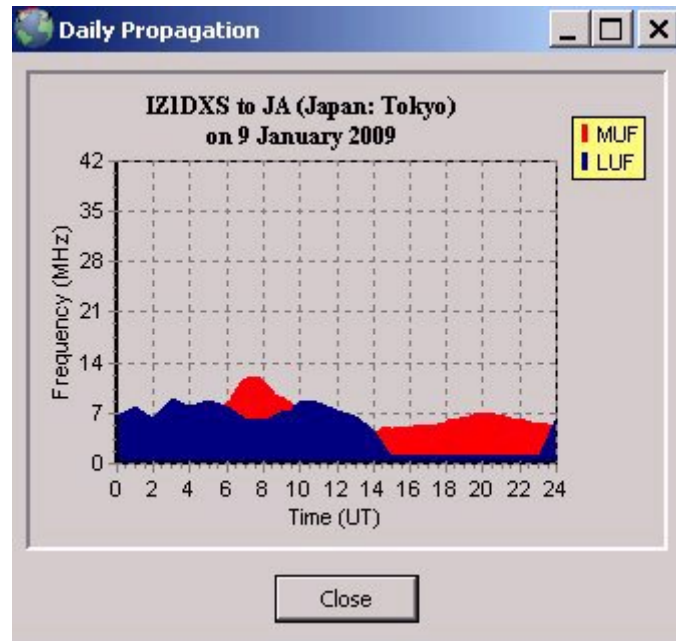 Daily Propagation
IZ1DXS to JA (Japan: Tokyo)
on 9 January 2009
MUF
LUF
42
35
28
21
14
7
0
Frequency (MHz)
0 2 4 6 8 10 12 14 16 18 20 22 24
Time (UT)
Close